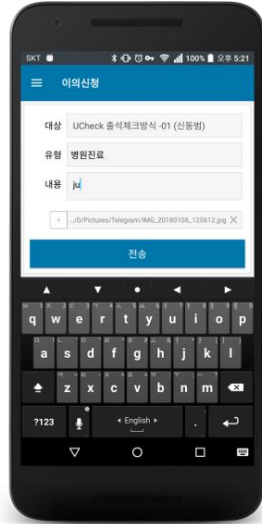 SKT 100% 오후 5:21
이의신청
대상 UCheck 출석체크방식 -01 (신동범)
유형 병원진료
내용 ju
+ .../0/Pictures/Telegram/IMG_20180108_125612.jpg ×
전송
q w e r t y u i o p
a s d f g h j k l
z x c v b n m
?123 English .